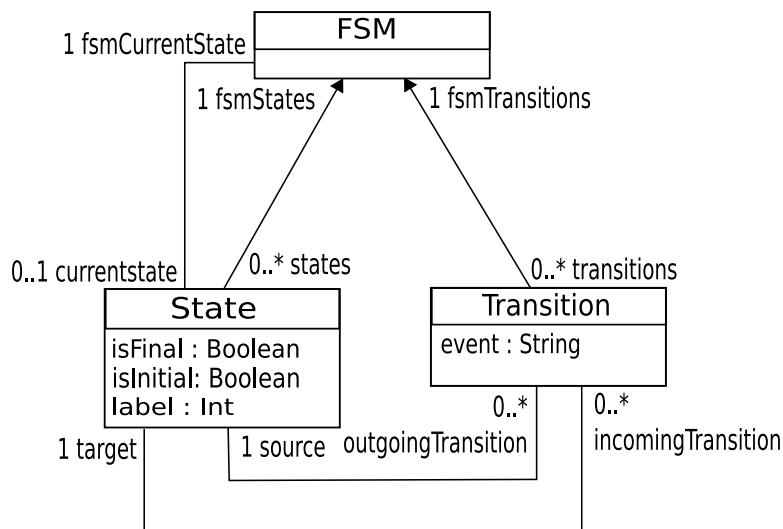 FSM
1 fsmCurrentState
1 fsmStates
1 fsmTransitions
0..* states
0..1 currentstate
0..* transitions
State
Transition
isFinal : Boolean
isInitial: Boolean
label : Int
event : String
0..*
0..*
1 target
1 source
outgoingTransition
incomingTransition